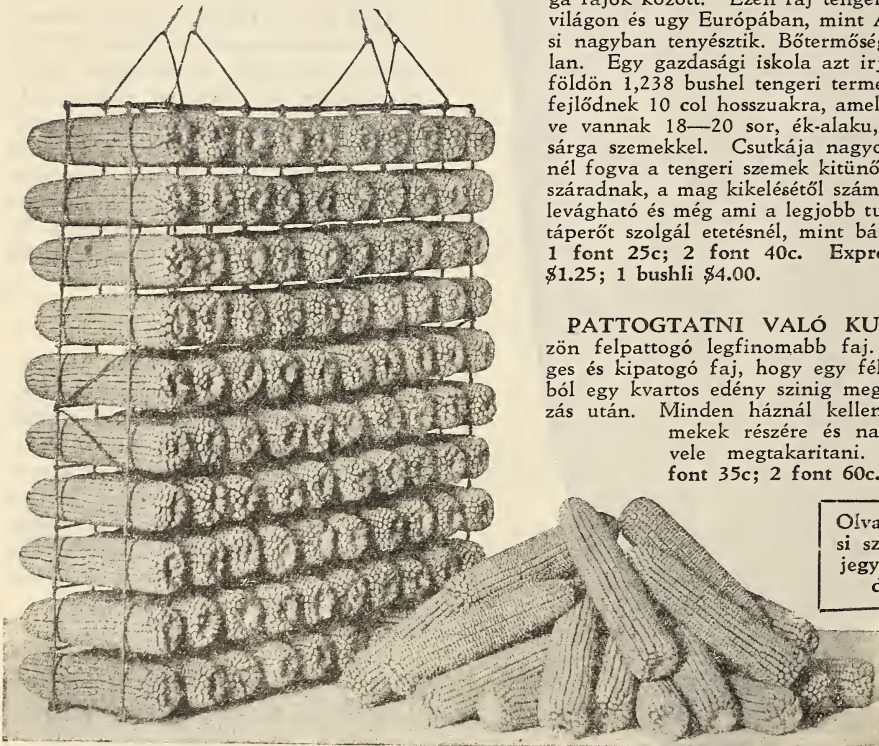 ga fajok között. Ezen faj tenger
világon és ugy Európában, mint
si nagyban tenyésztik. Bőtermősé
lan. Egy gazdasági iskola azt irj
földön 1,238 bushel tengeri terme
fejlődnek 10 col hosszuakra, amel
ve vannak 18—20 sor, ék-alaku,
sárga szemekkel. Csutkája nagyo
nél fogva a tengeri szemek kitünő
száradnak, a mag kikelésétől szám
levágható és még ami a legjobb tu
táperőt szolgál etetésnél, mint bá
1 font 25c; 2 font 40c. Expre
$1.25; 1 bushli $4.00.
PATTOGTATNI VALÓ KU
zön felpattogó legfinomabb faj.
ges és kipatogó faj, hogy egy fél
ból egy kvartos edény szinig meg
zás után. Minden háznál kellen
mekek részére és na
vele megtakaritani.
font 35c; 2 font 60c.
Olva
si sz
jegy
d